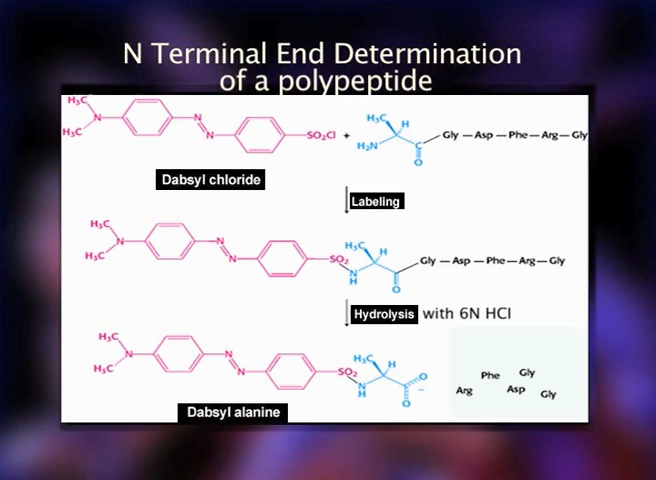 N Terminal End Determination
of a polypeptide
H₃C
N
H₃C
N
N
SO₂Cl
+
H₃C
H
H₂N
C
O
Gly — Asp — Phe — Arg — Gly
Dabsyl chloride
Labeling
H₃C
N
H₃C
N
N
SO₂
H₃C
H
N
H
C
O
Gly — Asp — Phe — Arg — Gly
Hydrolysis with 6N HCl
H₃C
N
H₃C
N
N
SO₂
H₃C
H
N
H
C
O
O
−
Phe Gly
Arg Asp Gly
Dabsyl alanine